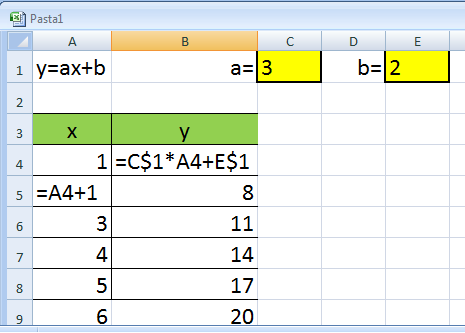 Pasta1
A B C D E
1 y=ax+b a= 3 b= 2
2
3 x y
4 1 =C$1*A4+E$1
5 =A4+1 8
6 3 11
7 4 14
8 5 17
9 6 20